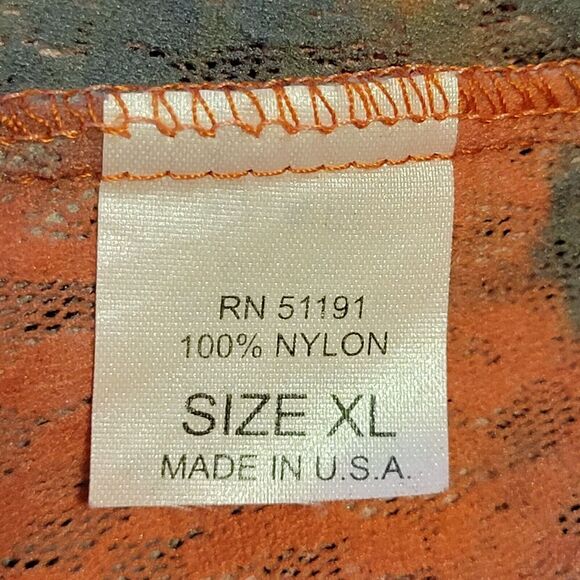 RN 51191
100% NYLON
SIZE XL
MADE IN U.S.A.